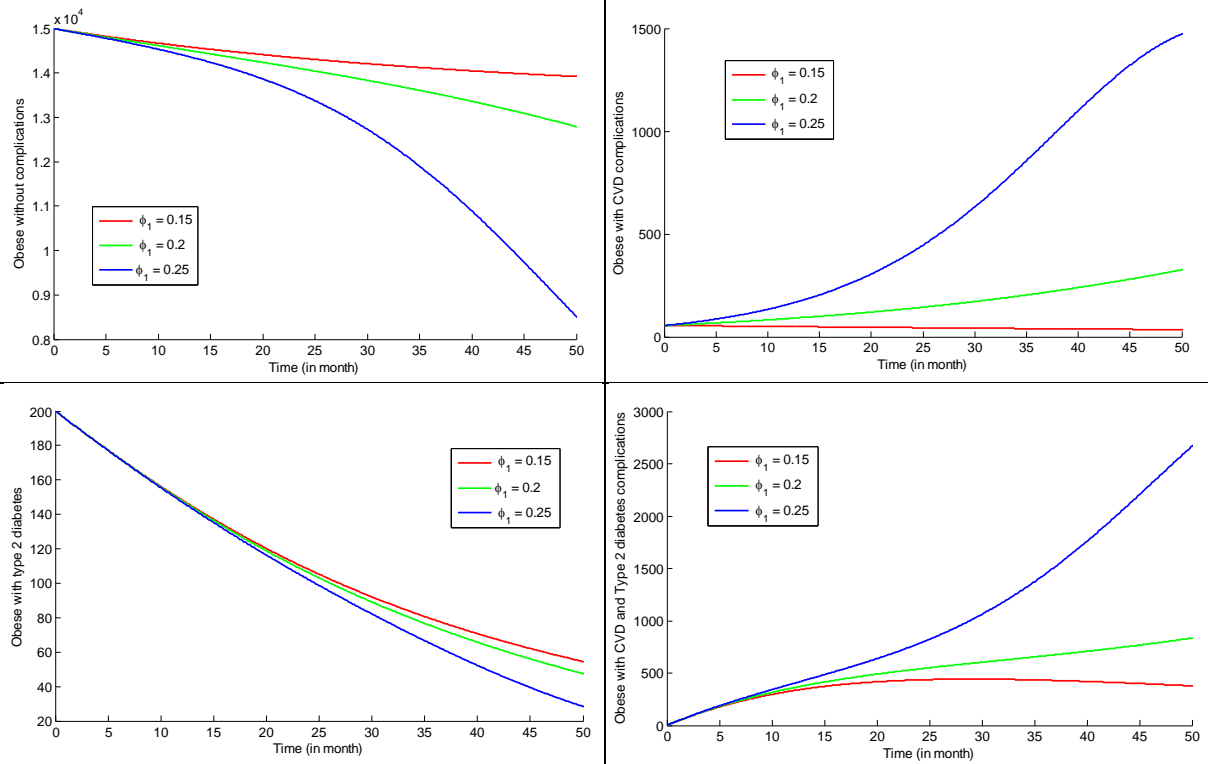 x 10⁴
1.5
1.4
1.3
1.2
1.1
1
0.9
0.8
0 5 10 15 20 25 30 35 40 45 50
Time (in month)
Obese without complications
ϕ₁ = 0.15
ϕ₁ = 0.2
ϕ₁ = 0.25
1500
1000
500
0
0 5 10 15 20 25 30 35 40 45 50
Time (in month)
Obese with CVD complications
ϕ₁ = 0.15
ϕ₁ = 0.2
ϕ₁ = 0.25
200
180
160
140
120
100
80
60
40
20
0 5 10 15 20 25 30 35 40 45 50
Time (in month)
Obese with type 2 diabetes
ϕ₁ = 0.15
ϕ₁ = 0.2
ϕ₁ = 0.25
3000
2500
2000
1500
1000
500
0
0 5 10 15 20 25 30 35 40 45 50
Time (in month)
Obese with CVD and Type 2 diabetes complications
ϕ₁ = 0.15
ϕ₁ = 0.2
ϕ₁ = 0.25